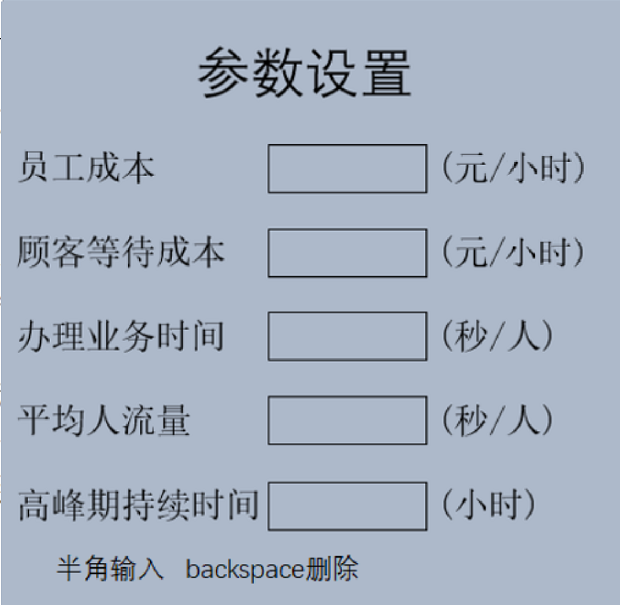 参数设置
员工成本 (元/小时)
顾客等待成本 (元/小时)
办理业务时间 (秒/人)
平均人流量 (秒/人)
高峰期持续时间 (小时)
半角输入 backspace删除